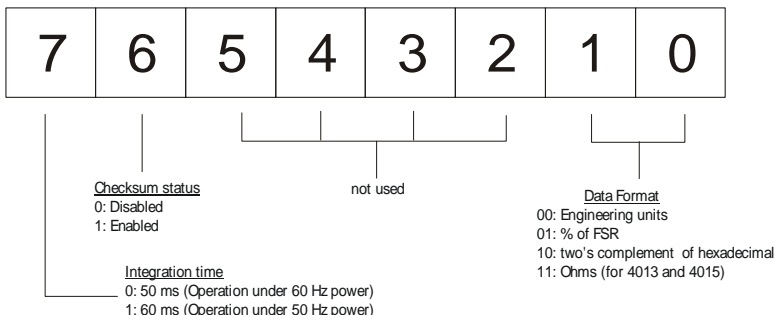 7 6 5 4 3 2 1 0
Checksum status
0: Disabled
1: Enabled
not used
Data Format
00: Engineering units
01: % of FSR
10: two's complement of hexadecimal
11: Ohms (for 4013 and 4015)
Integration time
0: 50 ms (Operation under 60 Hz power)
1: 60 ms (Operation under 50 Hz power)